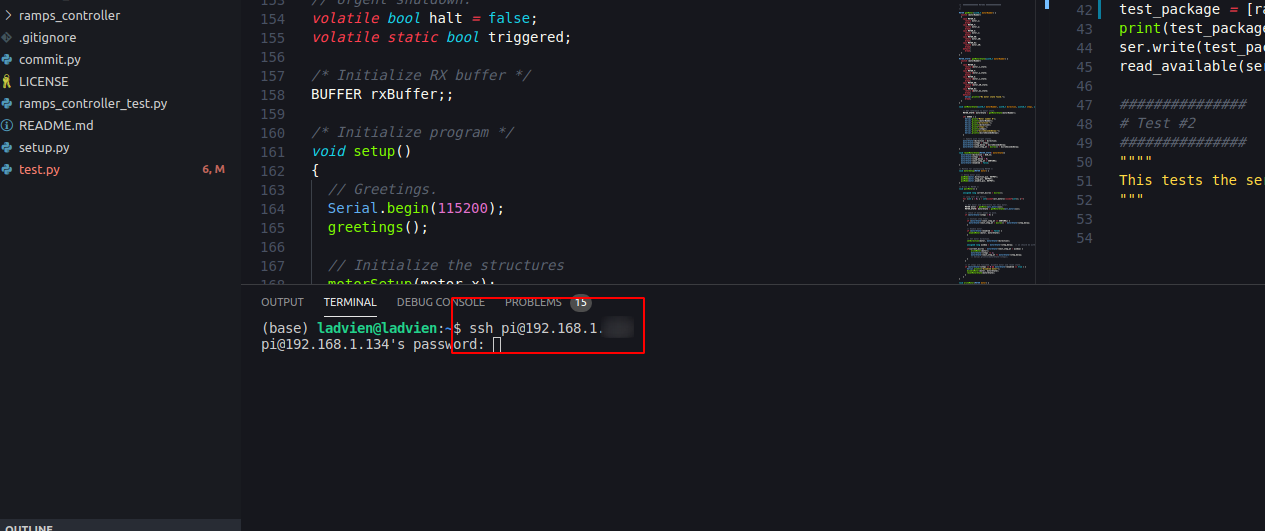 ramps_controller
.gitignore
commit.py
LICENSE
ramps_controller_test.py
README.md
setup.py
test.py 6, M
OUTLINE
153 // Urgent shutdown.
154 volatile bool halt = false;
155 volatile static bool triggered;
156
157 /* Initialize RX buffer */
158 BUFFER rxBuffer;;
159
160 /* Initialize program */
161 void setup()
162 {
163 // Greetings.
164 Serial.begin(115200);
165 greetings();
166
167 // Initialize the structures
168 motorSetup(motor_x);
42 test_package = [ra
43 print(test_package
44 ser.write(test_pac
45 read_available(ser
46
47 ###############
48 # Test #2
49 ###############
50 """"
51 This tests the se
52 """
53
54
OUTPUT TERMINAL DEBUG CONSOLE PROBLEMS 15
(base) ladvien@ladvien:~$ ssh pi@192.168.1.
pi@192.168.1.134's password: